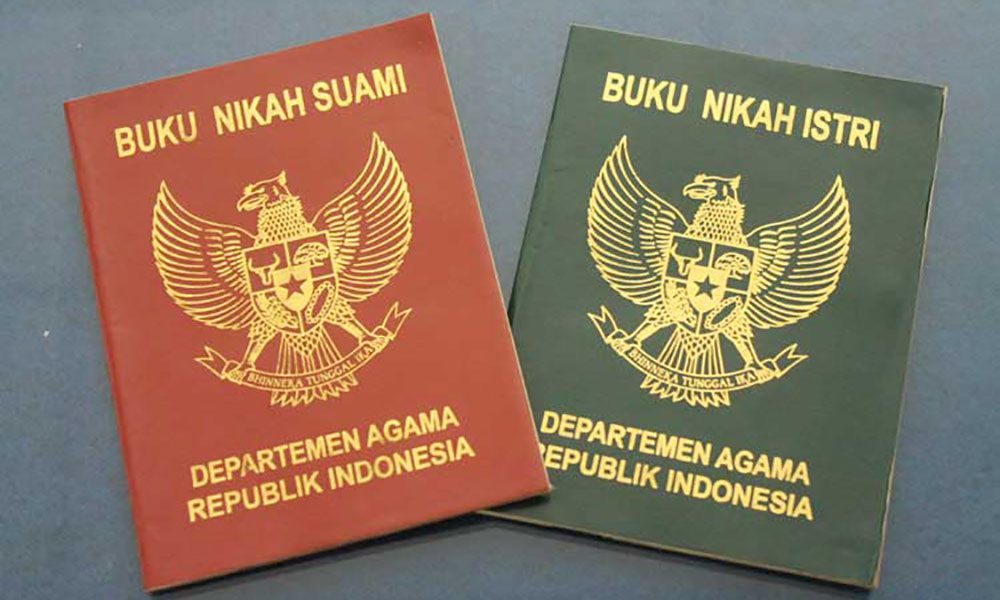 BUKU NIKAH SUAMI
BHINNEKA TUNGGAL IKA
DEPARTEMEN AGAMA
REPUBLIK INDONESIA
BUKU NIKAH ISTRI
BHINNEKA TUNGGAL IKA
DEPARTEMEN AGAMA
REPUBLIK INDONESIA